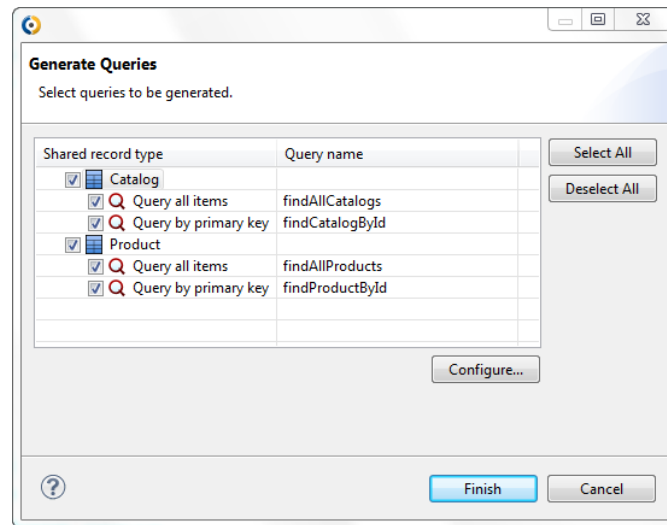 Generate Queries
Select queries to be generated.
Shared record type Query name
Catalog
Query all items findAllCatalogs
Query by primary key findCatalogById
Product
Query all items findAllProducts
Query by primary key findProductById
Select All
Deselect All
Configure...
? Finish Cancel